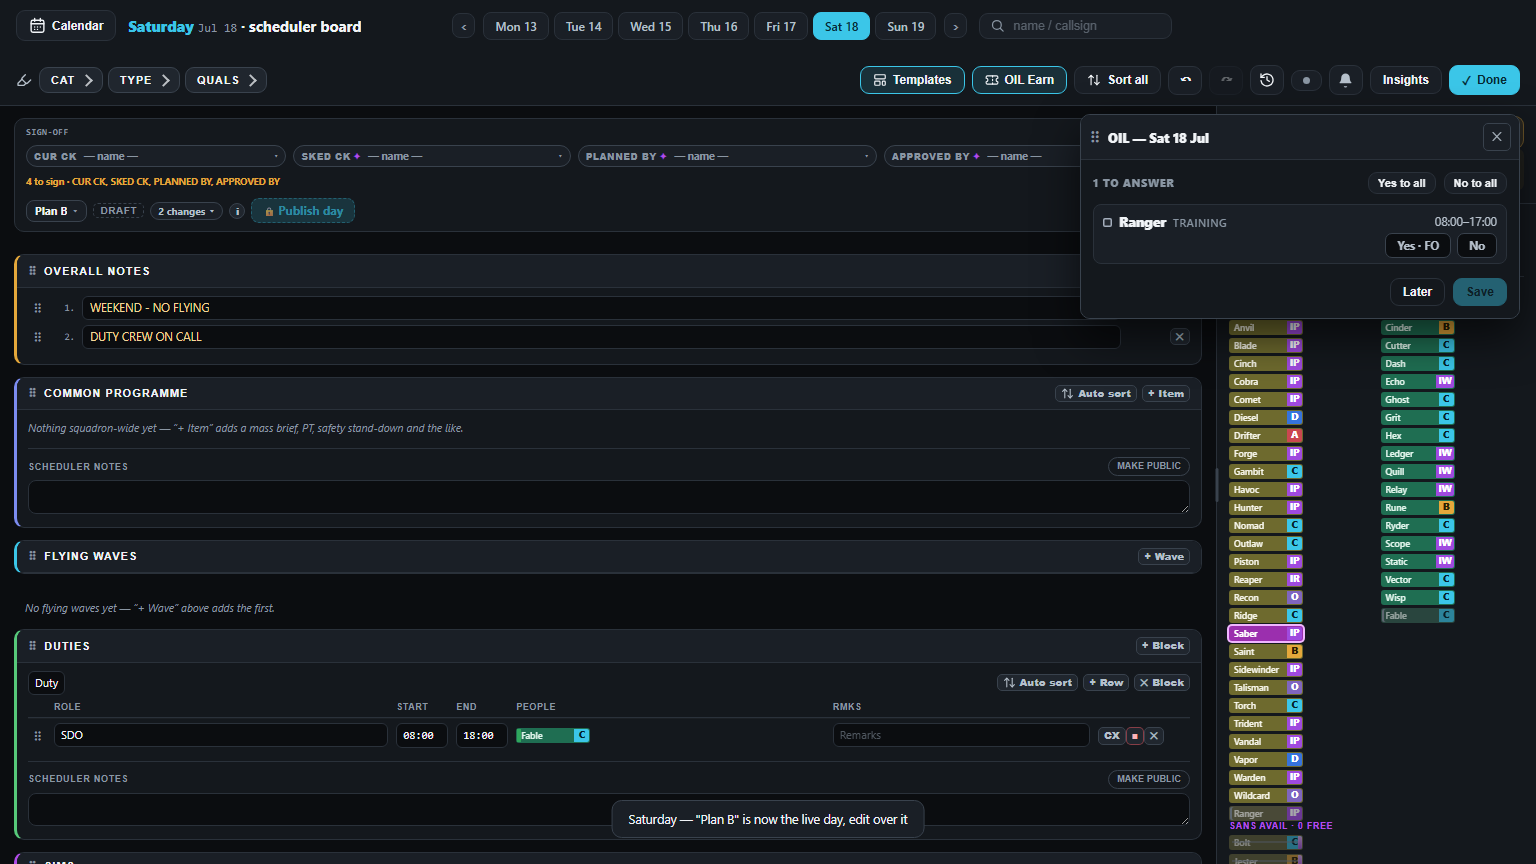 Calendar
Saturday Jul 18 · scheduler board
Mon 13
Tue 14
Wed 15
Thu 16
Fri 17
Sat 18
Sun 19
name / callsign
CAT
TYPE
QUALS
Templates
OIL Earn
Sort all
Insights
✓ Done
SIGN-OFF
CUR CK — name —
SKED CK ✦ — name —
PLANNED BY ✦ — name —
APPROVED BY ✦ — name —
4 to sign · CUR CK, SKED CK, PLANNED BY, APPROVED BY
Plan B
DRAFT
2 changes
i
Publish day
OIL — Sat 18 Jul
1 TO ANSWER
Yes to all
No to all
Ranger TRAINING
08:00–17:00
Yes · FO
No
Later
Save
OVERALL NOTES
1. WEEKEND - NO FLYING
2. DUTY CREW ON CALL
COMMON PROGRAMME
Auto sort
+ Item
Nothing squadron-wide yet — "+ Item" adds a mass brief, PT, safety stand-down and the like.
SCHEDULER NOTES
MAKE PUBLIC
FLYING WAVES
+ Wave
No flying waves yet — "+ Wave" above adds the first.
DUTIES
+ Block
Duty
Auto sort
+ Row
✕ Block
ROLE START END PEOPLE RMKS
SDO 08:00 18:00 Fable C Remarks CX
SCHEDULER NOTES
MAKE PUBLIC
Saturday — "Plan B" is now the live day, edit over it
Anvil IP
Blade IP
Cinch IP
Cobra IP
Comet IP
Diesel D
Drifter A
Forge IP
Gambit C
Havoc IP
Hunter IP
Nomad C
Outlaw C
Piston IP
Reaper IR
Recon O
Ridge C
Saber IP
Saint B
Sidewinder IP
Talisman O
Torch C
Trident IP
Vandal IP
Vapor D
Warden IP
Wildcard O
Ranger IP
SANS AVAIL · 0 FREE
Bolt C
Jester
Cinder B
Cutter C
Dash C
Echo IW
Ghost C
Grit C
Hex C
Ledger IW
Quill IW
Relay IW
Rune B
Ryder C
Scope IW
Static IW
Vector C
Wisp C
Fable C